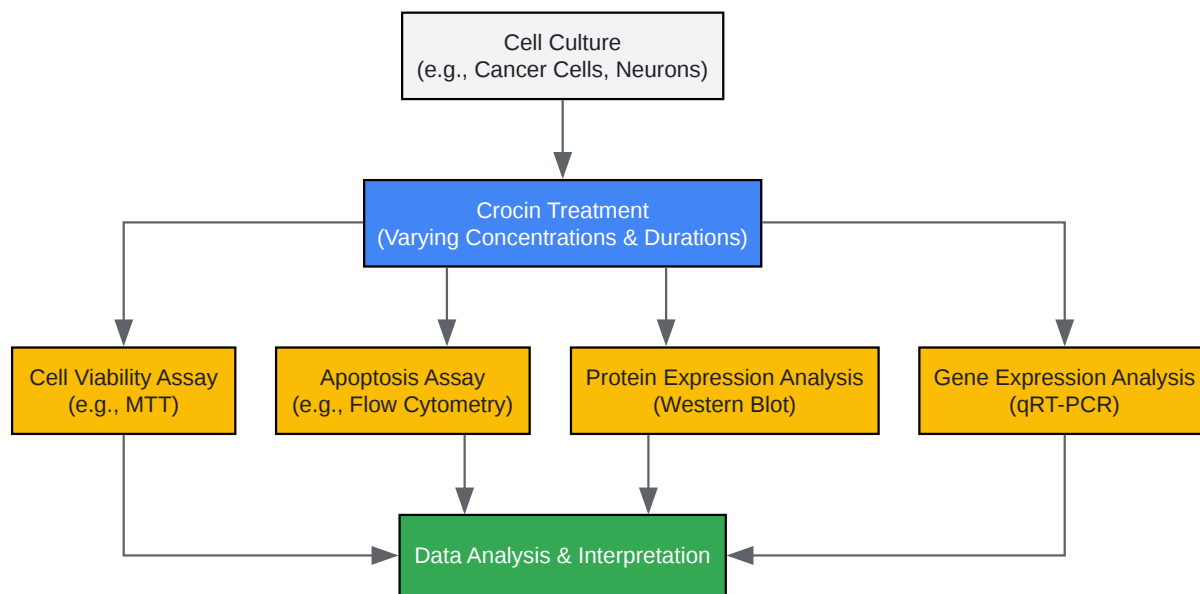 Cell Culture
(e.g., Cancer Cells, Neurons)
Crocin Treatment
(Varying Concentrations & Durations)
Cell Viability Assay
(e.g., MTT)
Apoptosis Assay
(e.g., Flow Cytometry)
Protein Expression Analysis
(Western Blot)
Gene Expression Analysis
(qRT-PCR)
Data Analysis & Interpretation